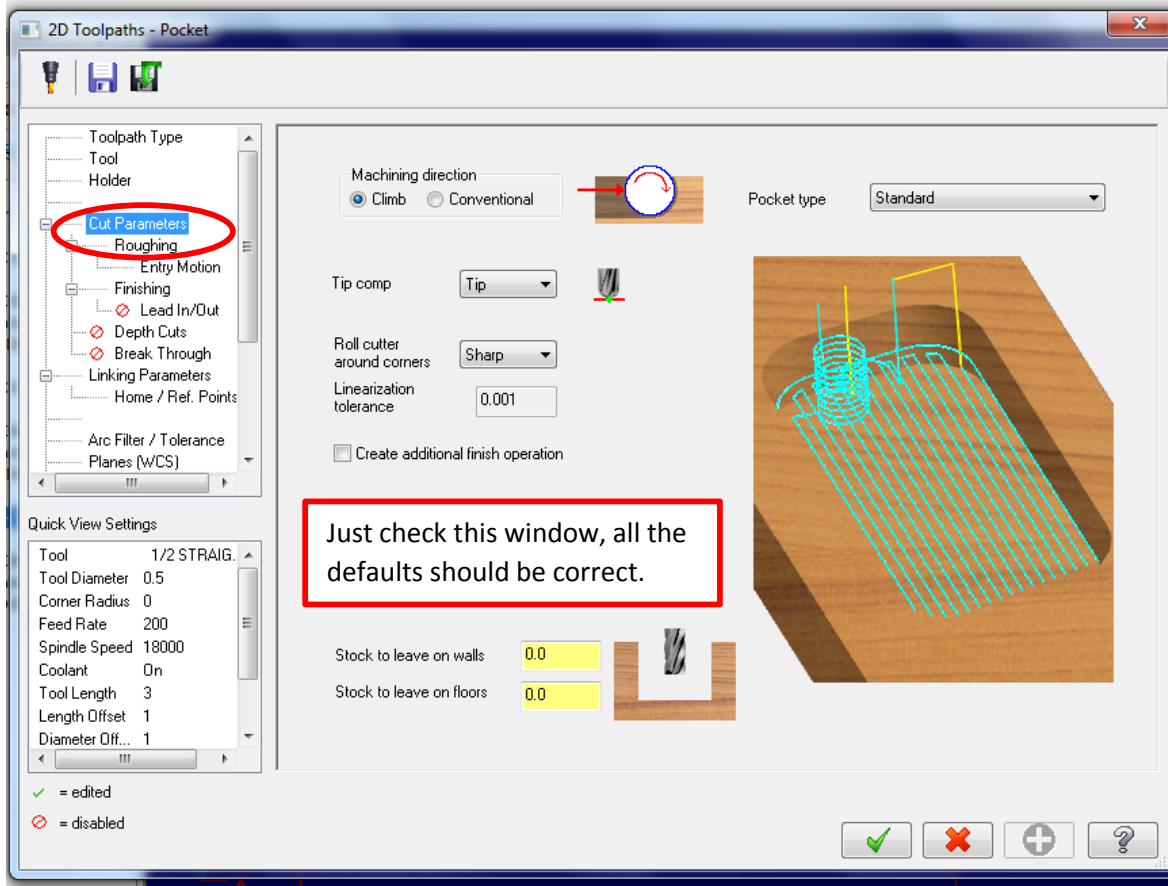 2D Toolpaths - Pocket
x
Toolpath Type
Tool
Holder
Cut Parameters
Roughing
Entry Motion
Finishing
Lead In/Out
Depth Cuts
Break Through
Linking Parameters
Home / Ref. Points
Arc Filter / Tolerance
Planes (WCS)
Quick View Settings
Tool 1/2 STRAIG.
Tool Diameter 0.5
Corner Radius 0
Feed Rate 200
Spindle Speed 18000
Coolant On
Tool Length 3
Length Offset 1
Diameter Off... 1
= edited
= disabled
Machining direction
Climb Conventional
Pocket type Standard
Tip comp Tip
Roll cutter
around corners Sharp
Linearization
tolerance 0.001
Create additional finish operation
Just check this window, all the
defaults should be correct.
Stock to leave on walls 0.0
Stock to leave on floors 0.0
?